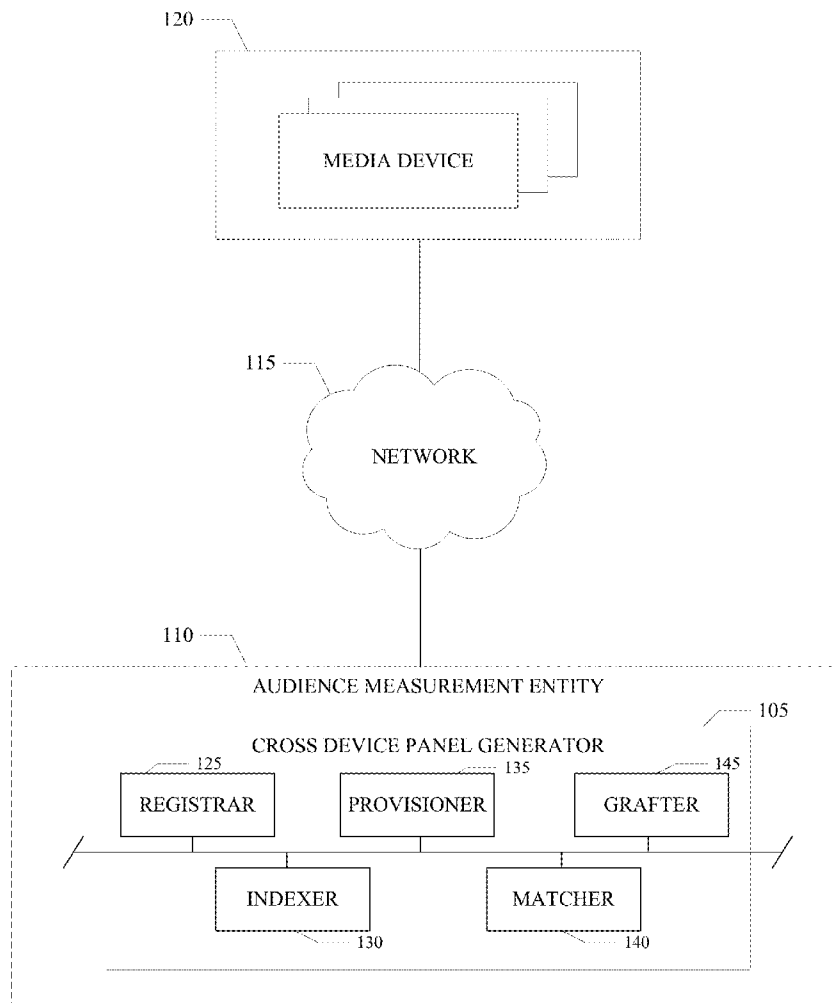 120
MEDIA DEVICE
115
NETWORK
110
AUDIENCE MEASUREMENT ENTITY
105
CROSS DEVICE PANEL GENERATOR
125
135
145
REGISTRAR
PROVISIONER
GRAFTER
INDEXER
MATCHER
130
140